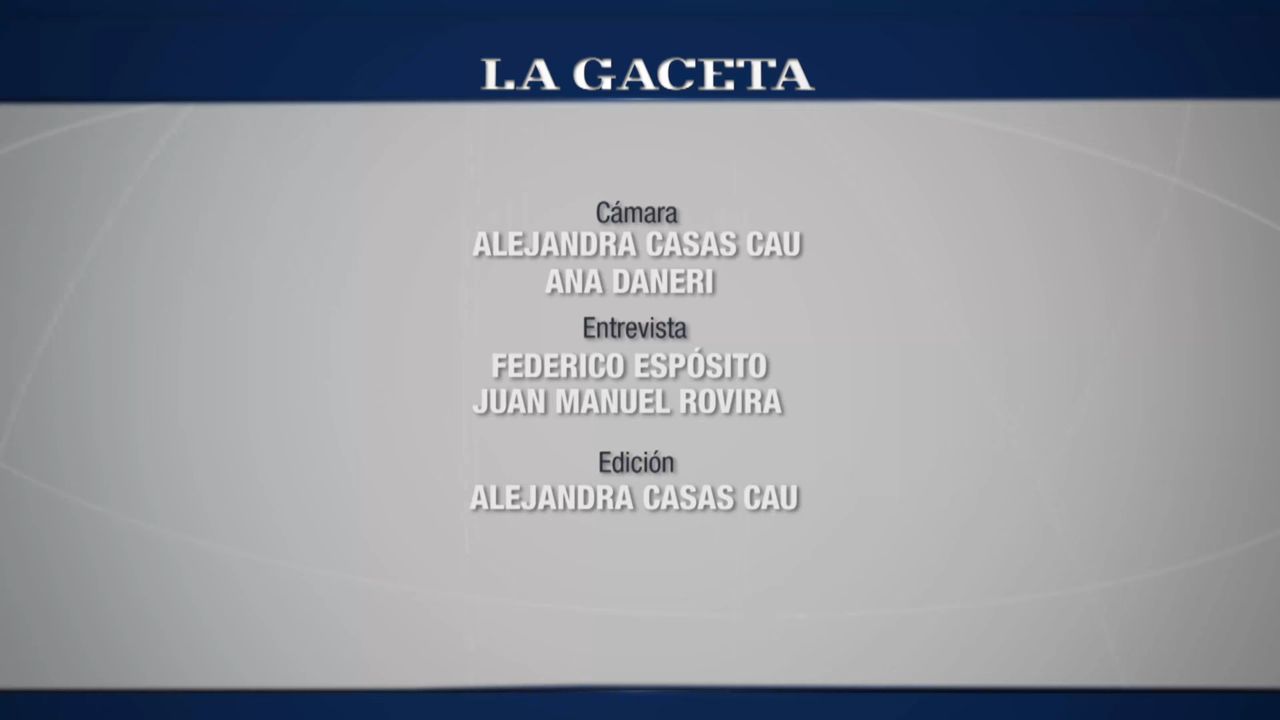 LA GACETA
Cámara
ALEJANDRA CASAS CAU
ANA DANERI
Entrevista
FEDERICO ESPÓSITO
JUAN MANUEL ROVIRA
Edición
ALEJANDRA CASAS CAU